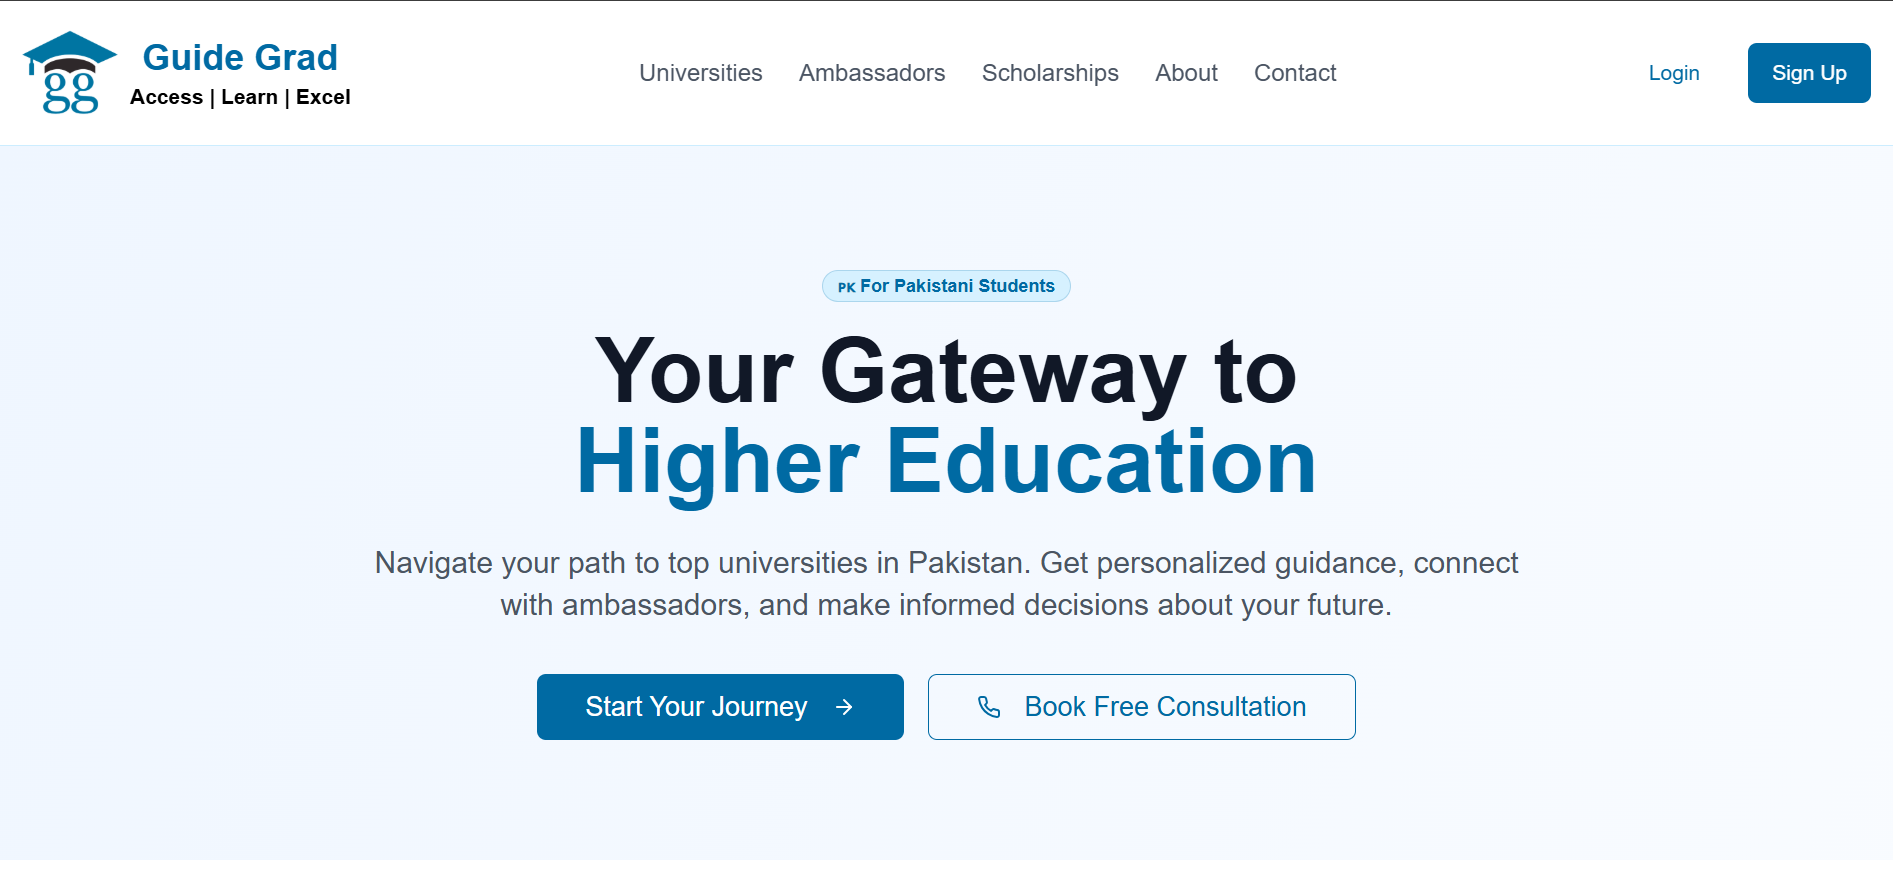 gg
Guide Grad
Access | Learn | Excel
Universities
Ambassadors
Scholarships
About
Contact
Login
Sign Up
PK For Pakistani Students
Your Gateway to
Higher Education
Navigate your path to top universities in Pakistan. Get personalized guidance, connect
with ambassadors, and make informed decisions about your future.
Start Your Journey →
Book Free Consultation